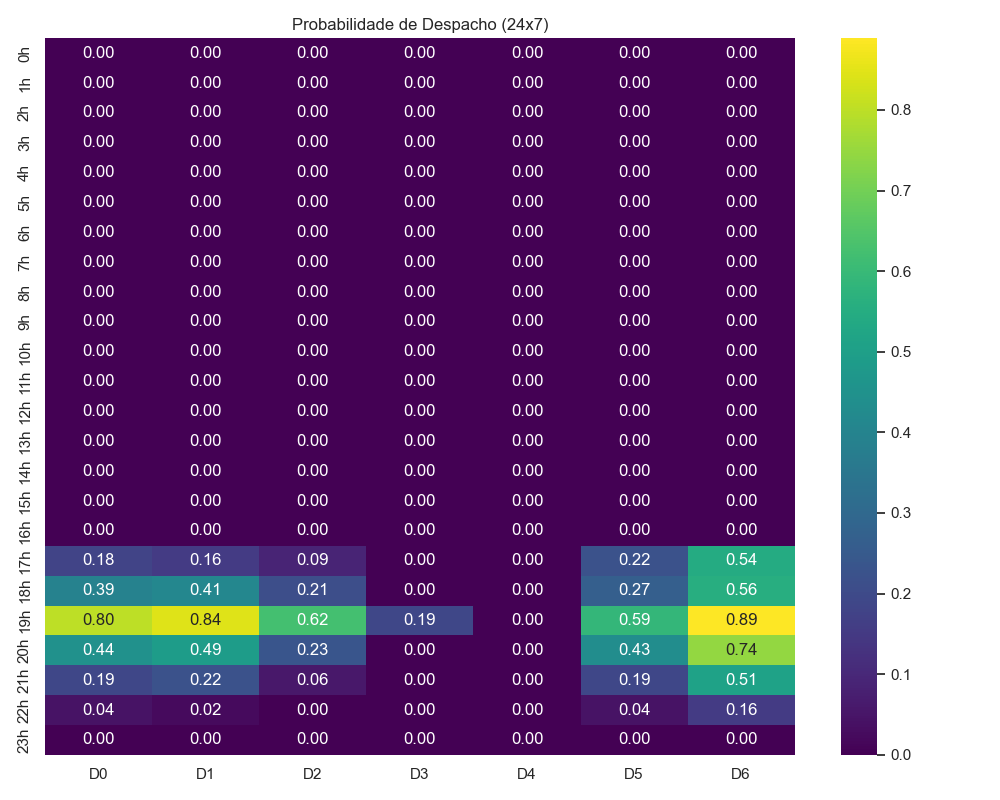 Probabilidade de Despacho (24x7)
0h 0.00 0.00 0.00 0.00 0.00 0.00 0.00
1h 0.00 0.00 0.00 0.00 0.00 0.00 0.00
2h 0.00 0.00 0.00 0.00 0.00 0.00 0.00
3h 0.00 0.00 0.00 0.00 0.00 0.00 0.00
4h 0.00 0.00 0.00 0.00 0.00 0.00 0.00
5h 0.00 0.00 0.00 0.00 0.00 0.00 0.00
6h 0.00 0.00 0.00 0.00 0.00 0.00 0.00
7h 0.00 0.00 0.00 0.00 0.00 0.00 0.00
8h 0.00 0.00 0.00 0.00 0.00 0.00 0.00
9h 0.00 0.00 0.00 0.00 0.00 0.00 0.00
10h 0.00 0.00 0.00 0.00 0.00 0.00 0.00
11h 0.00 0.00 0.00 0.00 0.00 0.00 0.00
12h 0.00 0.00 0.00 0.00 0.00 0.00 0.00
13h 0.00 0.00 0.00 0.00 0.00 0.00 0.00
14h 0.00 0.00 0.00 0.00 0.00 0.00 0.00
15h 0.00 0.00 0.00 0.00 0.00 0.00 0.00
16h 0.00 0.00 0.00 0.00 0.00 0.00 0.00
17h 0.18 0.16 0.09 0.00 0.00 0.22 0.54
18h 0.39 0.41 0.21 0.00 0.00 0.27 0.56
19h 0.80 0.84 0.62 0.19 0.00 0.59 0.89
20h 0.44 0.49 0.23 0.00 0.00 0.43 0.74
21h 0.19 0.22 0.06 0.00 0.00 0.19 0.51
22h 0.04 0.02 0.00 0.00 0.00 0.04 0.16
23h 0.00 0.00 0.00 0.00 0.00 0.00 0.00
D0 D1 D2 D3 D4 D5 D6
0.8
0.7
0.6
0.5
0.4
0.3
0.2
0.1
0.0